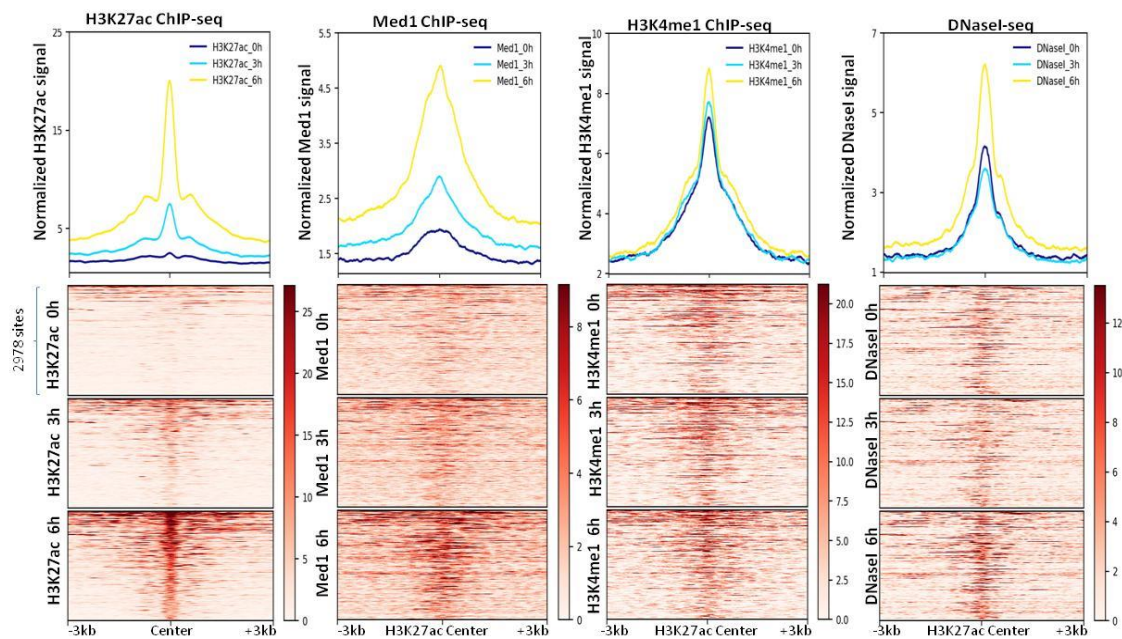 H3K27ac ChIP-seq
Med1 ChIP-seq
H3K4me1 ChIP-seq
DNaseI-seq
Normalized H3K27ac signal
25
15
5
H3K27ac_0h
H3K27ac_3h
H3K27ac_6h
Normalized Med1 signal
5.5
4.5
3.5
2.5
1.5
Med1_0h
Med1_3h
Med1_6h
Normalized H3K4me1 signal
10
8
6
4
2
H3K4me1_0h
H3K4me1_3h
H3K4me1_6h
Normalized DNaseI signal
7
5
3
1
DNaseI_0h
DNaseI_3h
DNaseI_6h
2978 sites
H3K27ac 0h
H3K27ac 3h
H3K27ac 6h
25
20
15
10
5
0
Med1 0h
Med1 3h
Med1 6h
8
6
4
2
0
H3K4me1 0h
H3K4me1 3h
H3K4me1 6h
20.0
17.5
15.0
12.5
10.0
7.5
5.0
2.5
0.0
DNaseI 0h
DNaseI 3h
DNaseI 6h
12
10
8
6
4
2
0
-3kb Center +3kb
-3kb H3K27ac Center +3kb
-3kb H3K27ac Center +3kb
-3kb H3K27ac Center +3kb